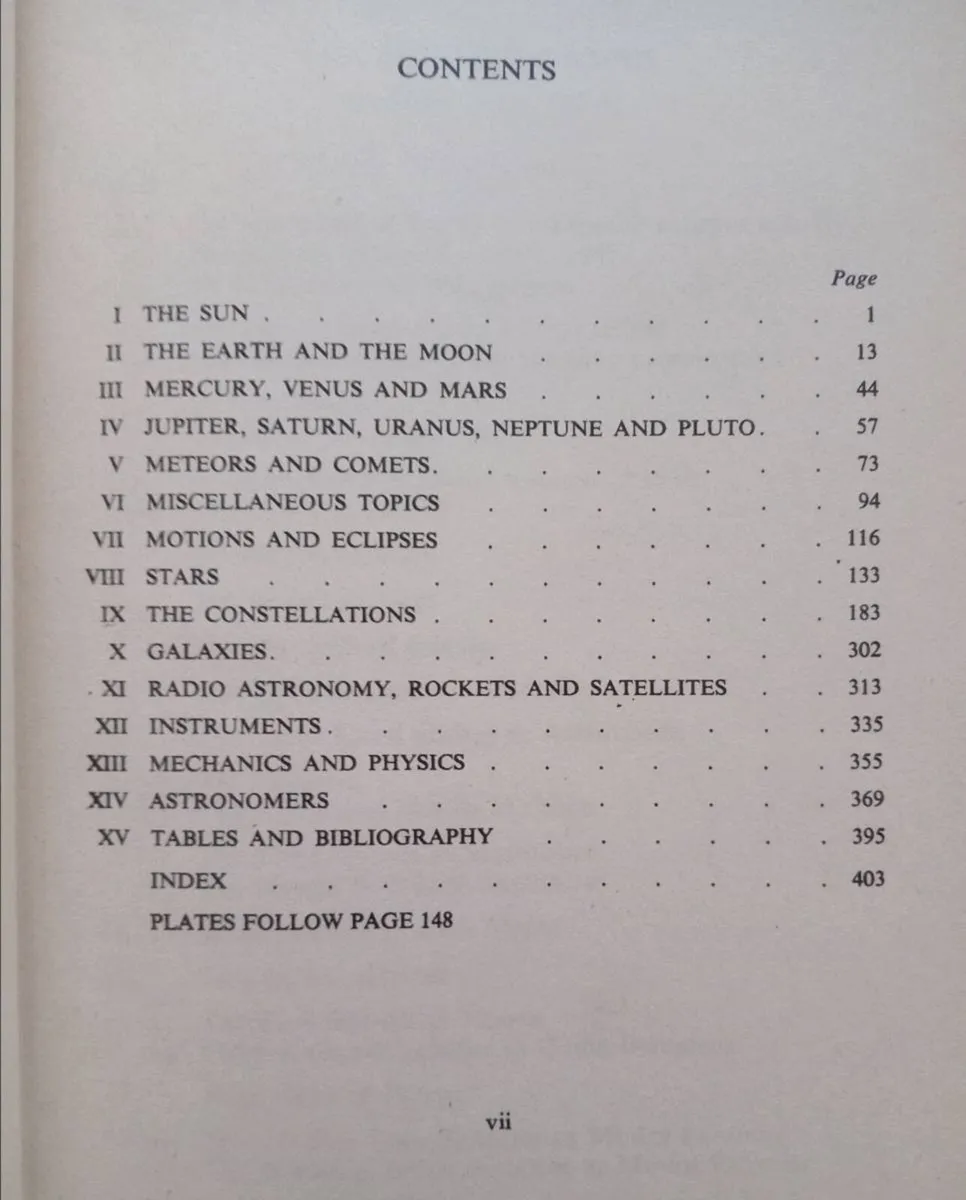 CONTENTS
Page
I THE SUN . . . . . . . . . . . 1
II THE EARTH AND THE MOON . . . . . . 13
III MERCURY, VENUS AND MARS . . . . . . 44
IV JUPITER, SATURN, URANUS, NEPTUNE AND PLUTO. . 57
V METEORS AND COMETS. . . . . . . . 73
VI MISCELLANEOUS TOPICS . . . . . . . 94
VII MOTIONS AND ECLIPSES . . . . . . . 116
VIII STARS . . . . . . . . . . . 133
IX THE CONSTELLATIONS . . . . . . . . 183
X GALAXIES. . . . . . . . . . . 302
XI RADIO ASTRONOMY, ROCKETS AND SATELLITES . . 313
XII INSTRUMENTS . . . . . . . . . . 335
XIII MECHANICS AND PHYSICS . . . . . . . 355
XIV ASTRONOMERS . . . . . . . . . 369
XV TABLES AND BIBLIOGRAPHY . . . . . . 395
INDEX . . . . . . . . . . . 403
PLATES FOLLOW PAGE 148
vii